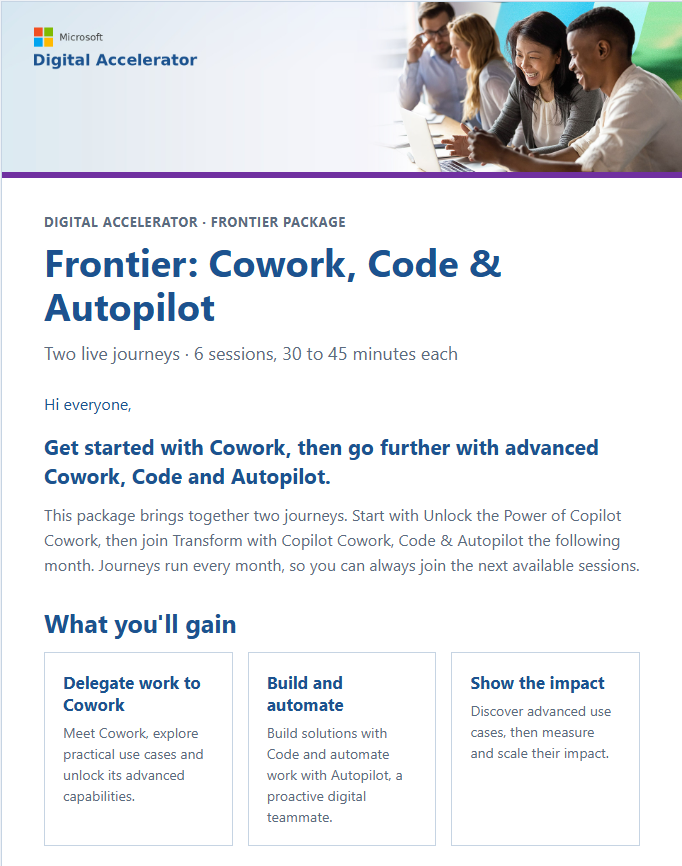 Microsoft
Digital Accelerator
DIGITAL ACCELERATOR · FRONTIER PACKAGE
Frontier: Cowork, Code &
Autopilot
Two live journeys · 6 sessions, 30 to 45 minutes each
Hi everyone,
Get started with Cowork, then go further with advanced
Cowork, Code and Autopilot.
This package brings together two journeys. Start with Unlock the Power of Copilot
Cowork, then join Transform with Copilot Cowork, Code & Autopilot the following
month. Journeys run every month, so you can always join the next available sessions.
What you'll gain
Delegate work to
Cowork
Meet Cowork, explore
practical use cases and
unlock its advanced
capabilities.
Build and
automate
Build solutions with
Code and automate
work with Autopilot, a
proactive digital
teammate.
Show the impact
Discover advanced use
cases, then measure
and scale their impact.